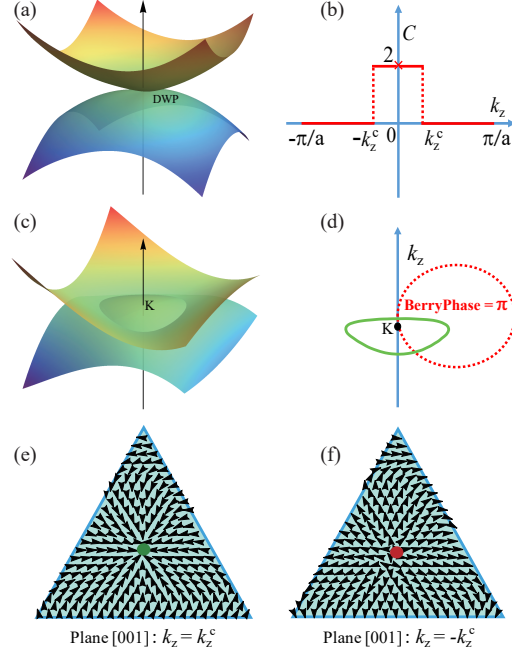 (a)
DWP
(b)
C
2
k_z
-π/a
-k_z^c
0
k_z^c
π/a
(c)
K
(d)
k_z
BerryPhase = π
K
(e)
(f)
Plane [001] : k_z = k_z^c
Plane [001] : k_z = -k_z^c